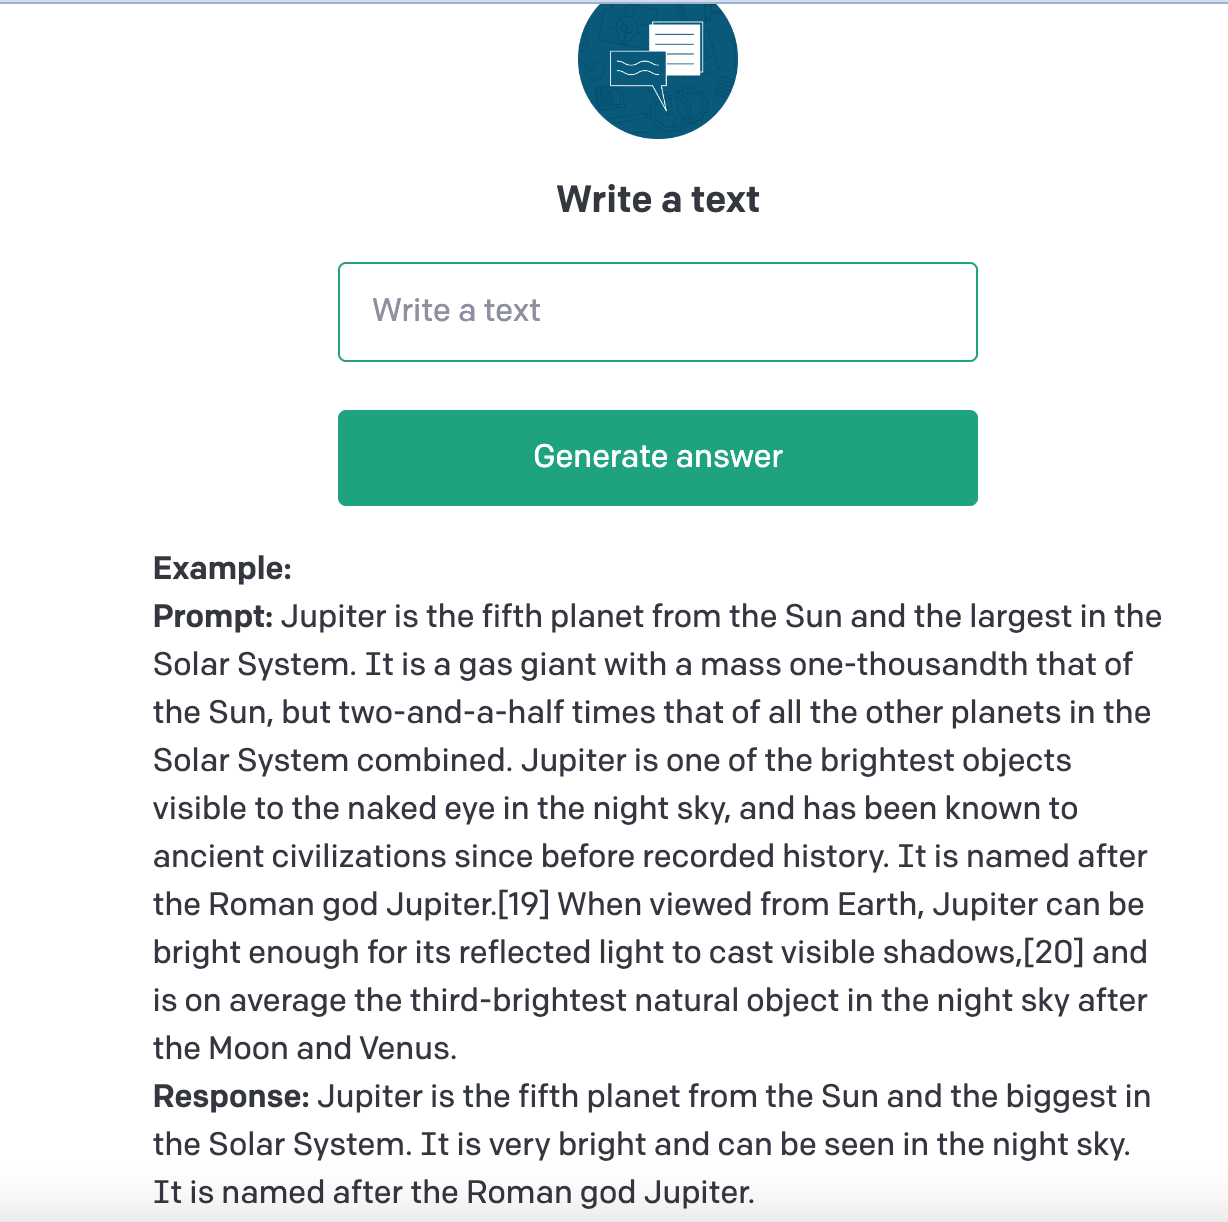 Write a text
Write a text
Generate answer
Example:
Prompt: Jupiter is the fifth planet from the Sun and the largest in the
Solar System. It is a gas giant with a mass one-thousandth that of
the Sun, but two-and-a-half times that of all the other planets in the
Solar System combined. Jupiter is one of the brightest objects
visible to the naked eye in the night sky, and has been known to
ancient civilizations since before recorded history. It is named after
the Roman god Jupiter.[19] When viewed from Earth, Jupiter can be
bright enough for its reflected light to cast visible shadows,[20] and
is on average the third-brightest natural object in the night sky after
the Moon and Venus.
Response: Jupiter is the fifth planet from the Sun and the biggest in
the Solar System. It is very bright and can be seen in the night sky.
It is named after the Roman god Jupiter.